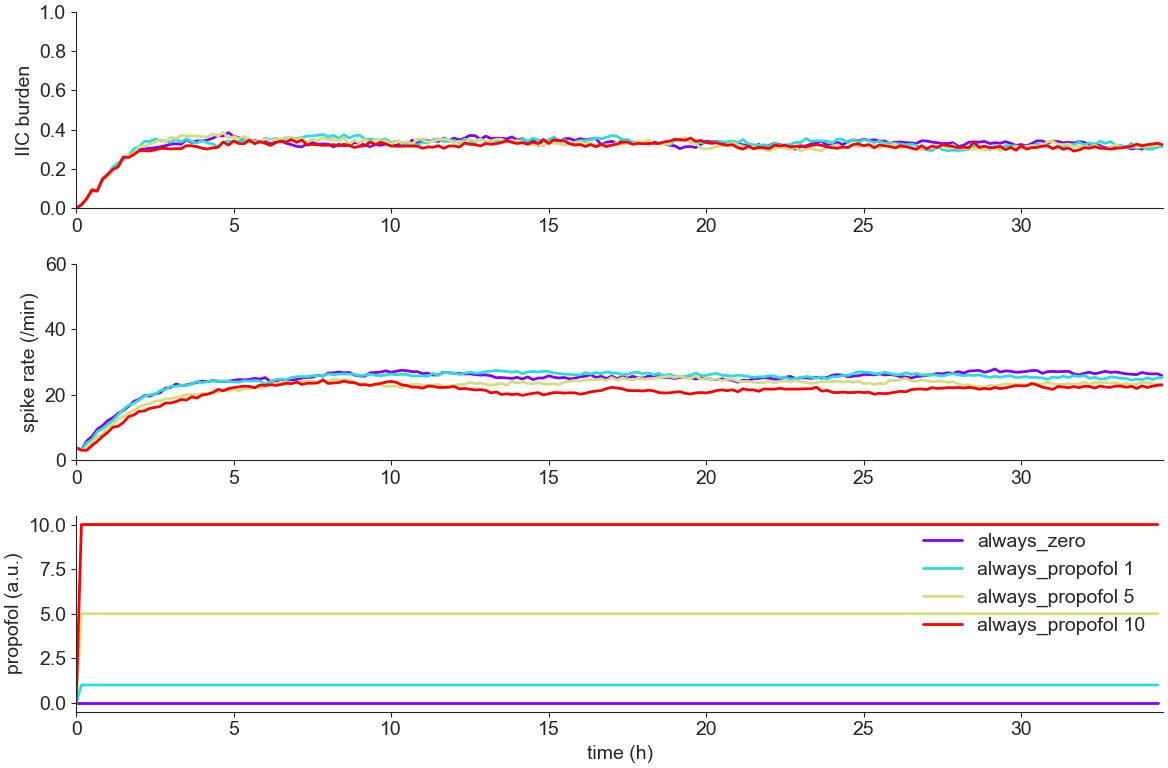 IIC burden
1.0
0.8
0.6
0.4
0.2
0.0
0 5 10 15 20 25 30
spike rate (/min)
60
40
20
0
0 5 10 15 20 25 30
propofol (a.u.)
10.0
7.5
5.0
2.5
0.0
always_zero
always_propofol 1
always_propofol 5
always_propofol 10
0 5 10 15 20 25 30
time (h)